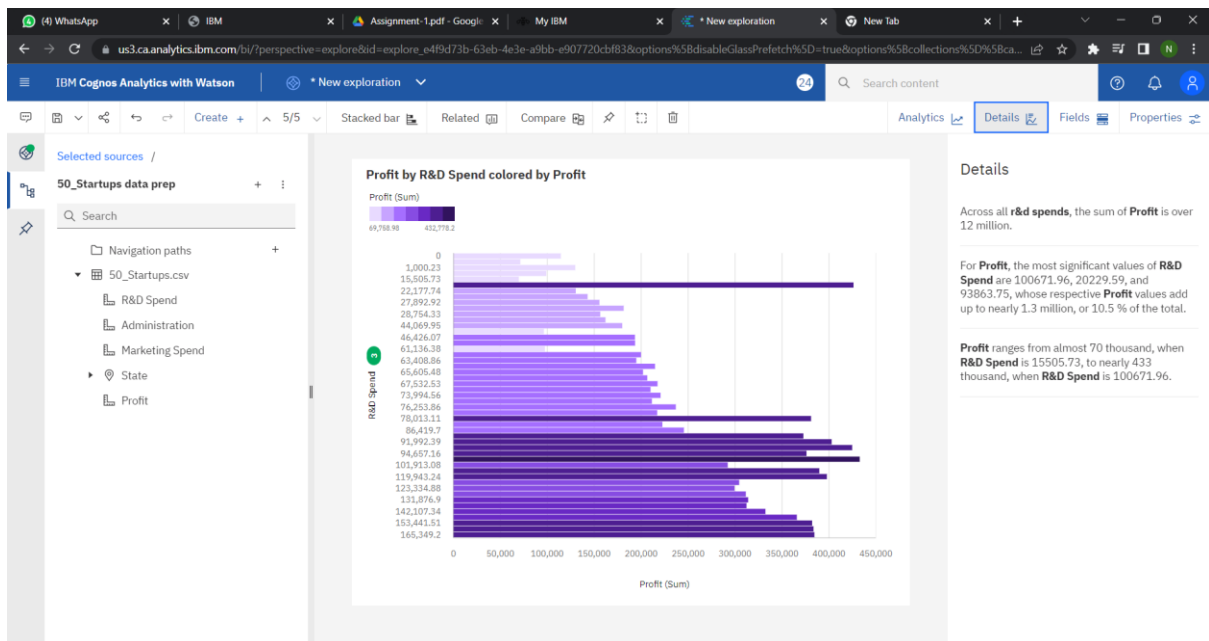 (4) WhatsApp
IBM
Assignment-1.pdf - Google
My IBM
* New exploration
New Tab
us3.ca.analytics.ibm.com/bi/?perspective=explore&id=explore_e4f9d73b-63eb-4e3e-a9bb-e907720cbf83&options%5BdisableGlassPrefetch%5D=true&options%5Bcollections%5D%5Bca...
N
IBM Cognos Analytics with Watson
* New exploration
24
Search content
Create +
5/5
Stacked bar
Related
Compare
Analytics
Details
Fields
Properties
Selected sources /
50_Startups data prep
Search
Navigation paths
50_Startups.csv
R&D Spend
Administration
Marketing Spend
State
Profit
Profit by R&D Spend colored by Profit
Profit (Sum)
69,758.98 432,778.2
0
1,000.23
15,505.73
22,177.74
27,892.92
28,754.33
44,069.95
46,426.07
61,136.38
63,408.86
65,605.48
67,532.53
73,994.56
76,253.86
78,013.11
86,419.7
91,992.39
94,657.16
101,913.08
119,943.24
123,334.88
131,876.9
142,107.34
153,441.51
165,349.2
R&D Spend
3
0 50,000 100,000 150,000 200,000 250,000 300,000 350,000 400,000 450,000
Profit (Sum)
Details
Across all r&d spends, the sum of Profit is over
12 million.
For Profit, the most significant values of R&D
Spend are 100671.96, 20229.59, and
93863.75, whose respective Profit values add
up to nearly 1.3 million, or 10.5 % of the total.
Profit ranges from almost 70 thousand, when
R&D Spend is 15505.73, to nearly 433
thousand, when R&D Spend is 100671.96.